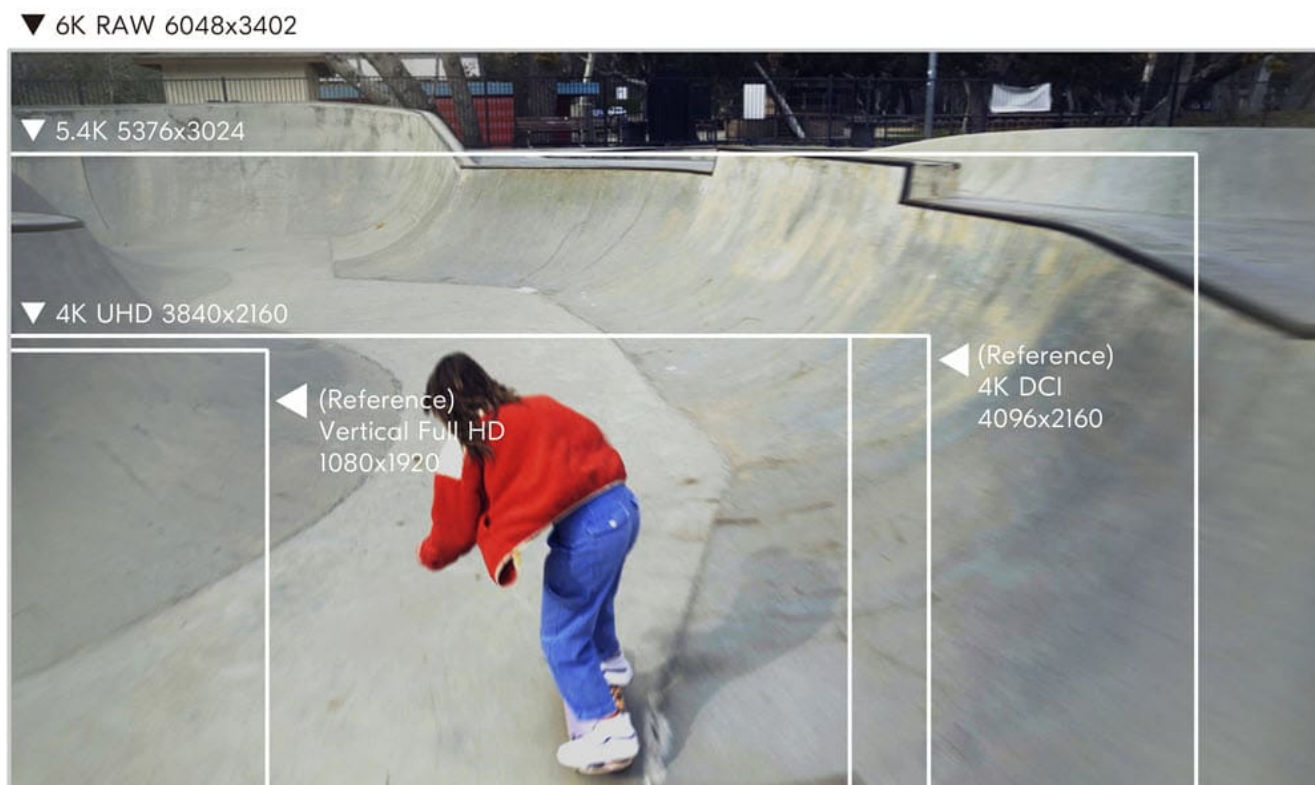 ▼ 6K RAW 6048x3402
▼ 5.4K 5376x3024
▼ 4K UHD 3840x2160
◀ (Reference)
Vertical Full HD
1080x1920
◀ (Reference)
4K DCI
4096x2160